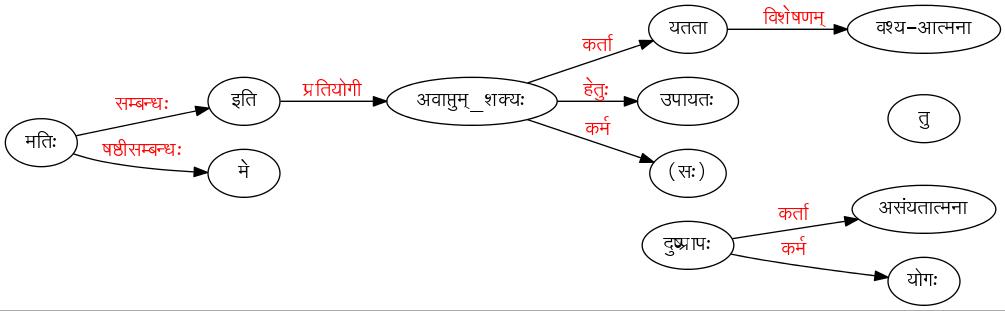 कर्ता
यतता
विशेषणम्
वश्य-आत्मना
सम्बन्धः
इति
प्रतियोगी
अवाप्तुम्_शक्यः
हेतुः
उपायतः
तु
मतिः
षष्ठीसम्बन्धः
मे
कर्म
(सः)
दुष्प्रापः
कर्ता
असंयतात्मना
कर्म
योगः